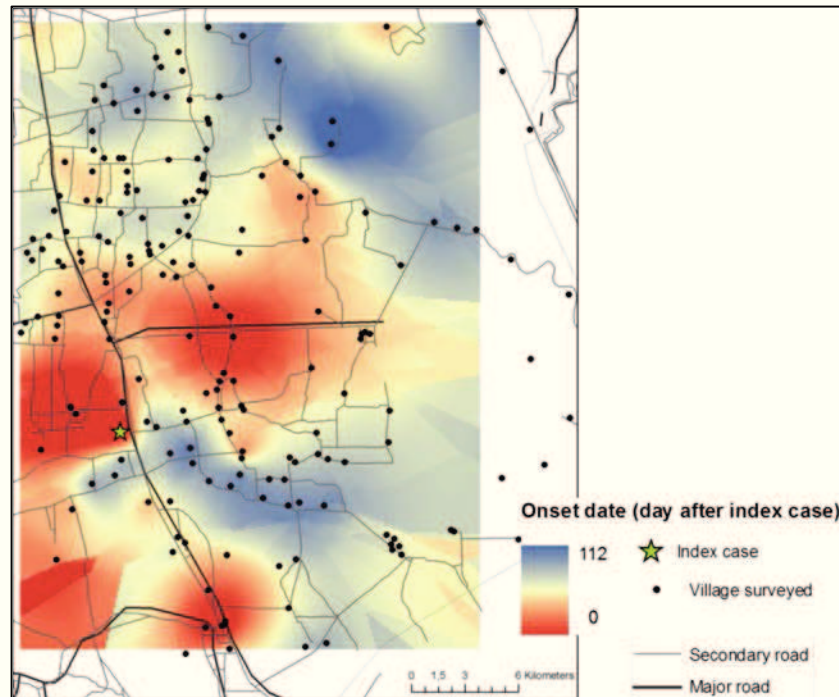 Onset date (day after index case)
112
0
Index case
Village surveyed
Secondary road
Major road
0 1,5 3 6 Kilometers